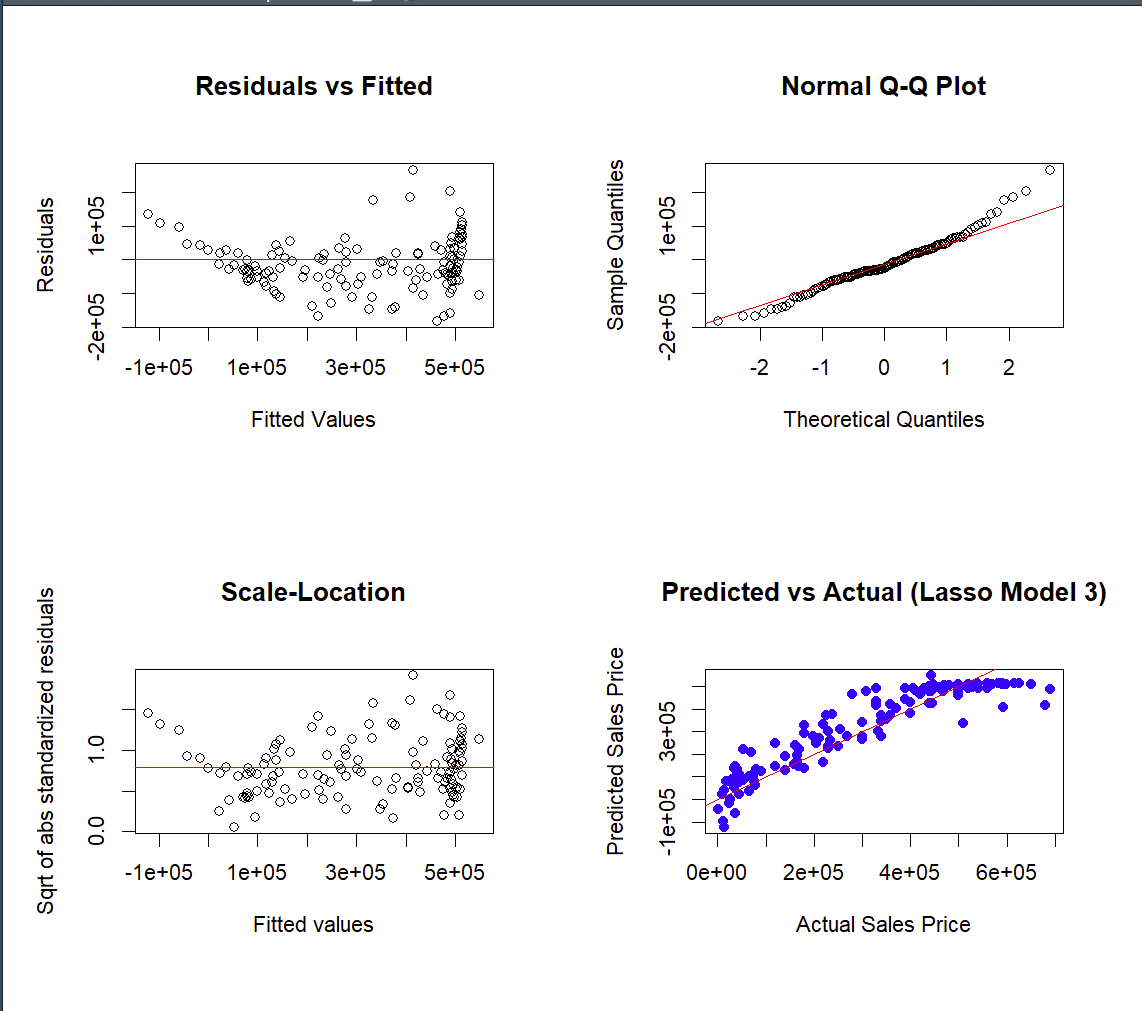 Residuals vs Fitted
Residuals
-2e+05
1e+05
-1e+05
1e+05
3e+05
5e+05
Fitted Values
Normal Q-Q Plot
Sample Quantiles
-2e+05
1e+05
-2
-1
0
1
2
Theoretical Quantiles
Scale-Location
Sqrt of abs standardized residuals
0.0
1.0
-1e+05
1e+05
3e+05
5e+05
Fitted values
Predicted vs Actual (Lasso Model 3)
Predicted Sales Price
-1e+05
3e+05
0e+00
2e+05
4e+05
6e+05
Actual Sales Price